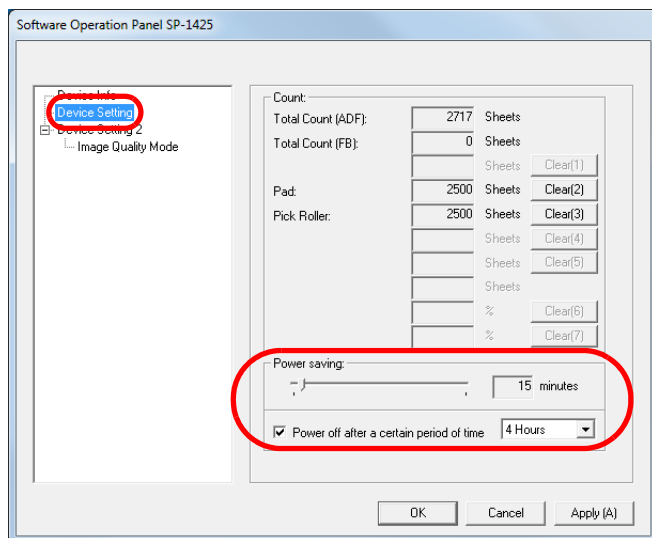 Software Operation Panel SP-1425
Device Info
Device Setting
Device Setting 2
Image Quality Mode
Count:
Total Count (ADF): 2717 Sheets
Total Count (FB): 0 Sheets
Sheets Clear(1)
Pad: 2500 Sheets Clear(2)
Pick Roller: 2500 Sheets Clear(3)
Sheets Clear(4)
Sheets Clear(5)
Sheets
% Clear(6)
% Clear(7)
Power saving:
15 minutes
Power off after a certain period of time 4 Hours
OK Cancel Apply (A)